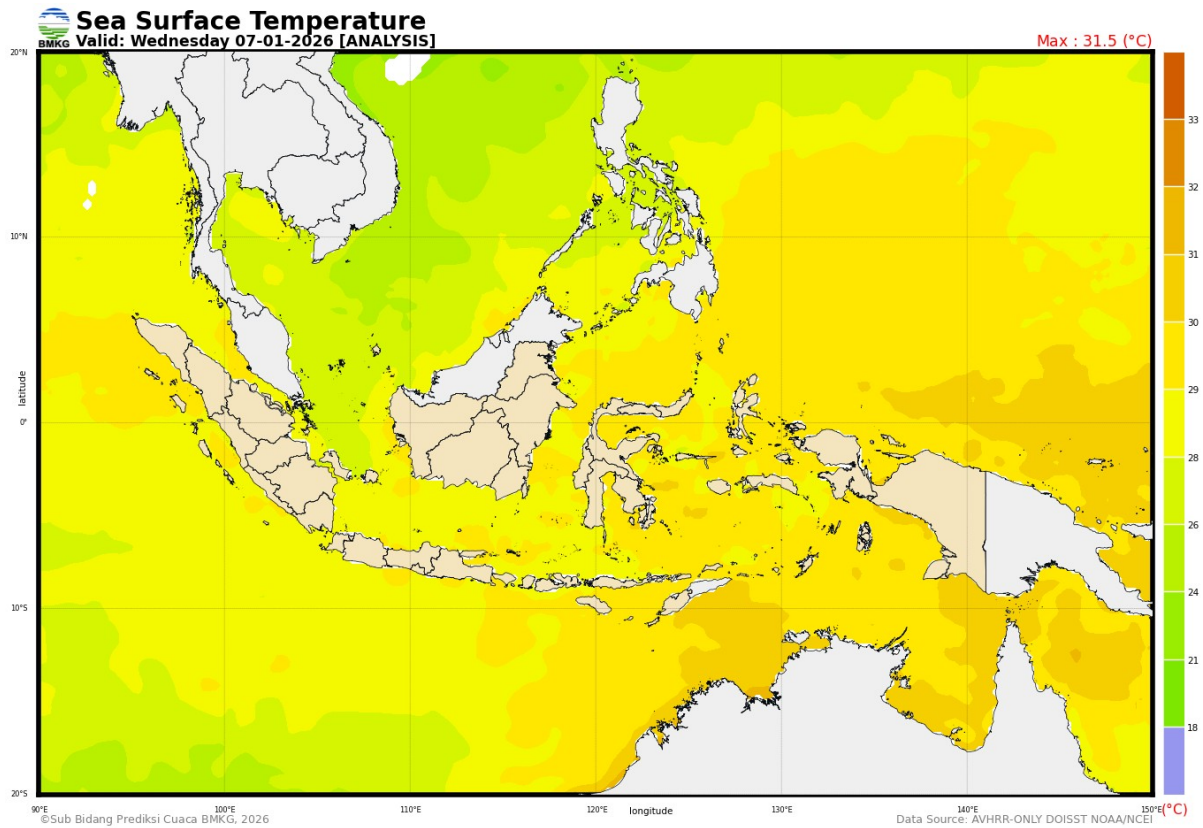 BMKG
Sea Surface Temperature
Valid: Wednesday 07-01-2026 [ANALYSIS]
Max : 31.5 (°C)
20°N
10°N
0°
10°S
20°S
latitude
33
32
31
30
29
28
26
24
21
18
(°C)
90°E 100°E 110°E 120°E longitude 130°E 140°E 150°E
©Sub Bidang Prediksi Cuaca BMKG, 2026
Data Source: AVHRR-ONLY DOISST NOAA/NCEI